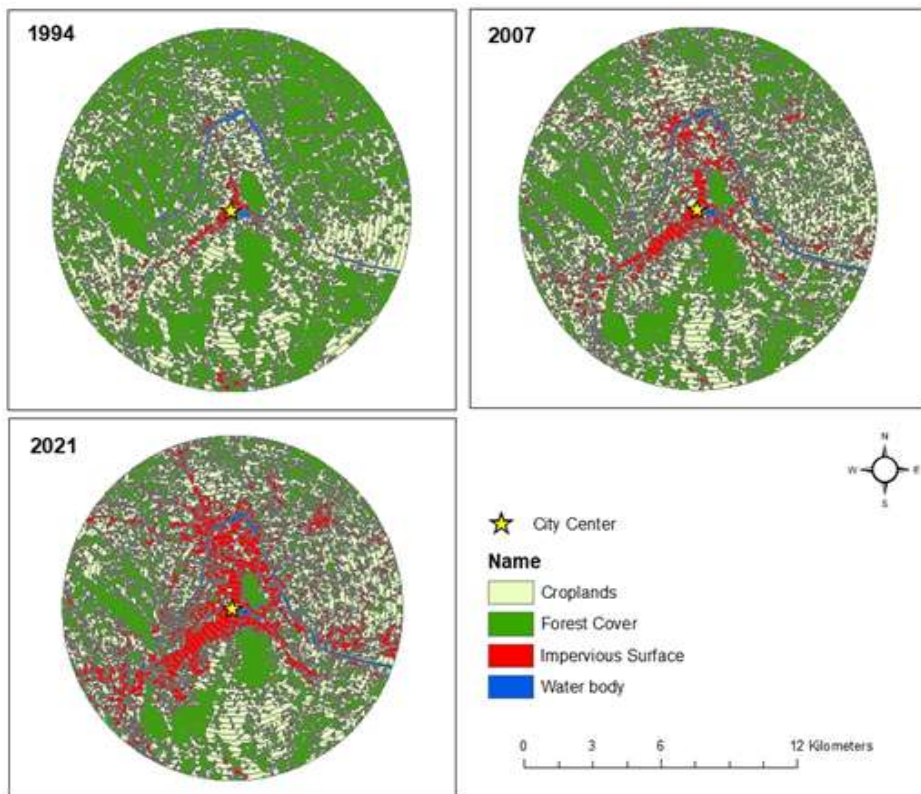 1994
2007
2021
N
W E
S
City Center
Name
Croplands
Forest Cover
Impervious Surface
Water body
0 3 6 12 Kilometers